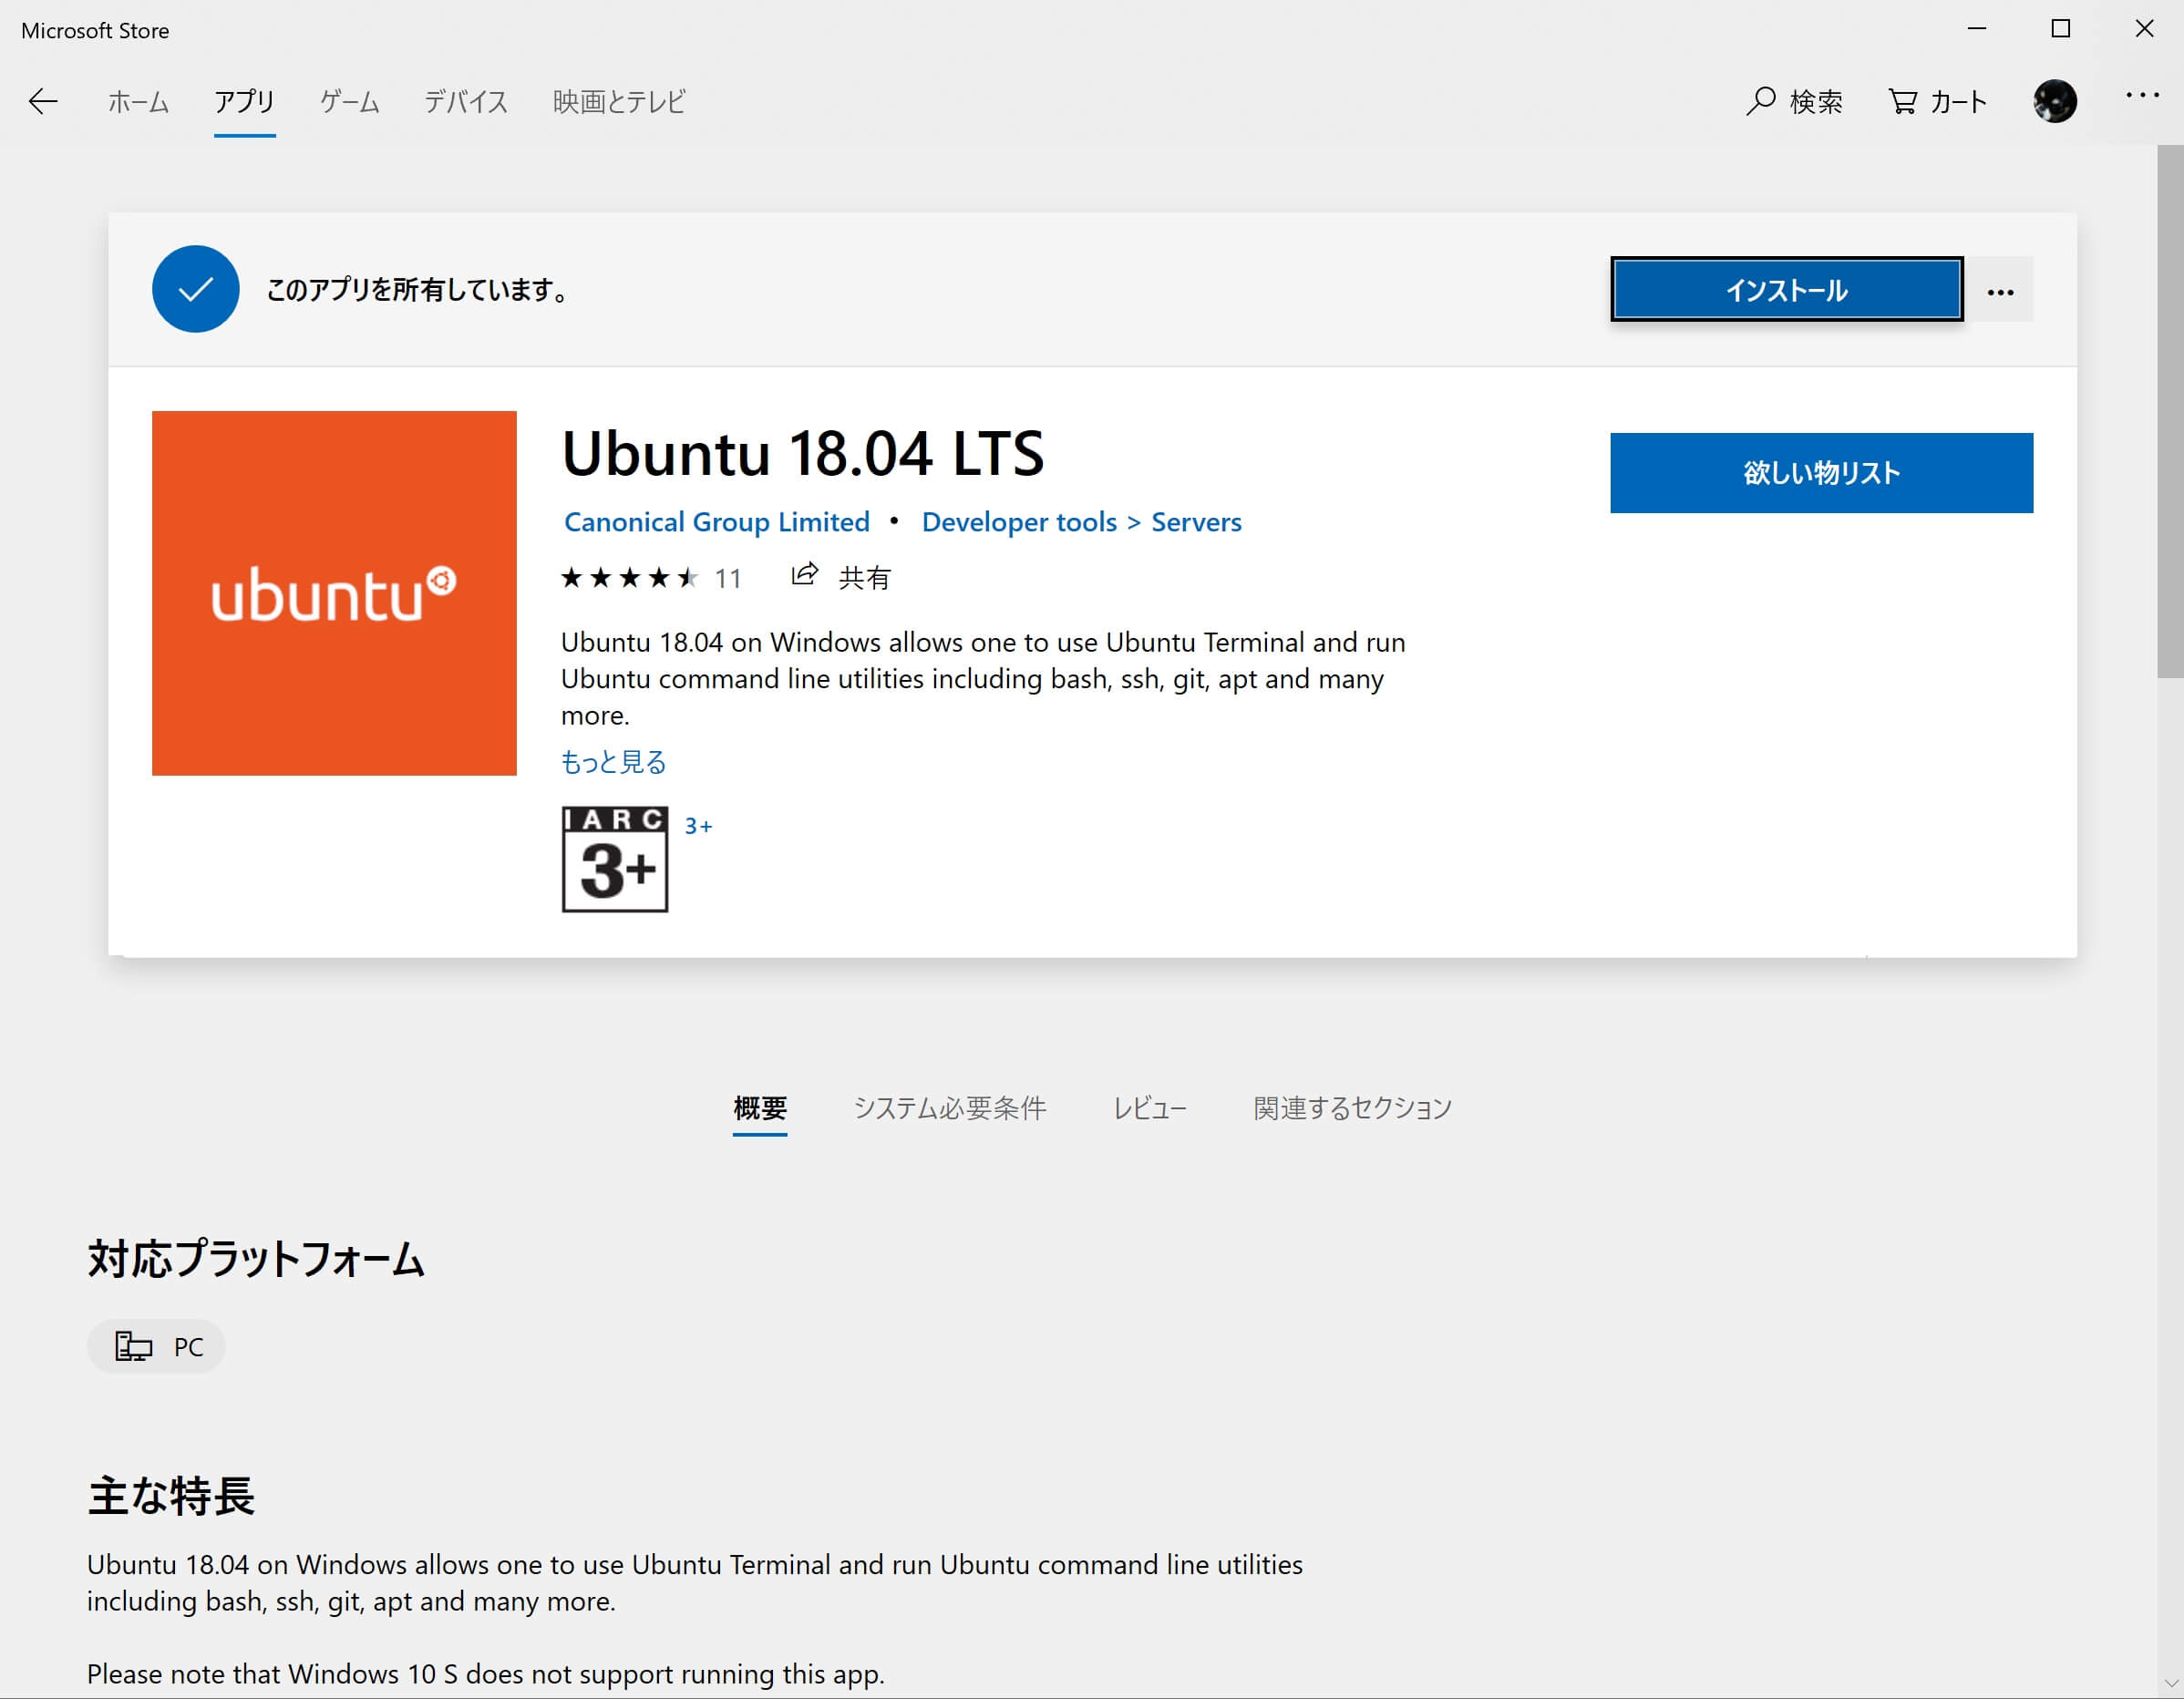 Microsoft Store
ホーム アプリ ゲーム デバイス 映画とテレビ 検索 カート
このアプリを所有しています。 インストール
ubuntu
Ubuntu 18.04 LTS
欲しい物リスト
Canonical Group Limited • Developer tools > Servers
★★★★★ 11 共有
Ubuntu 18.04 on Windows allows one to use Ubuntu Terminal and run
Ubuntu command line utilities including bash, ssh, git, apt and many
more.
もっと見る
IARC
3+
3+
概要 システム必要条件 レビュー 関連するセクション
対応プラットフォーム
PC
主な特長
Ubuntu 18.04 on Windows allows one to use Ubuntu Terminal and run Ubuntu command line utilities
including bash, ssh, git, apt and many more.
Please note that Windows 10 S does not support running this app.